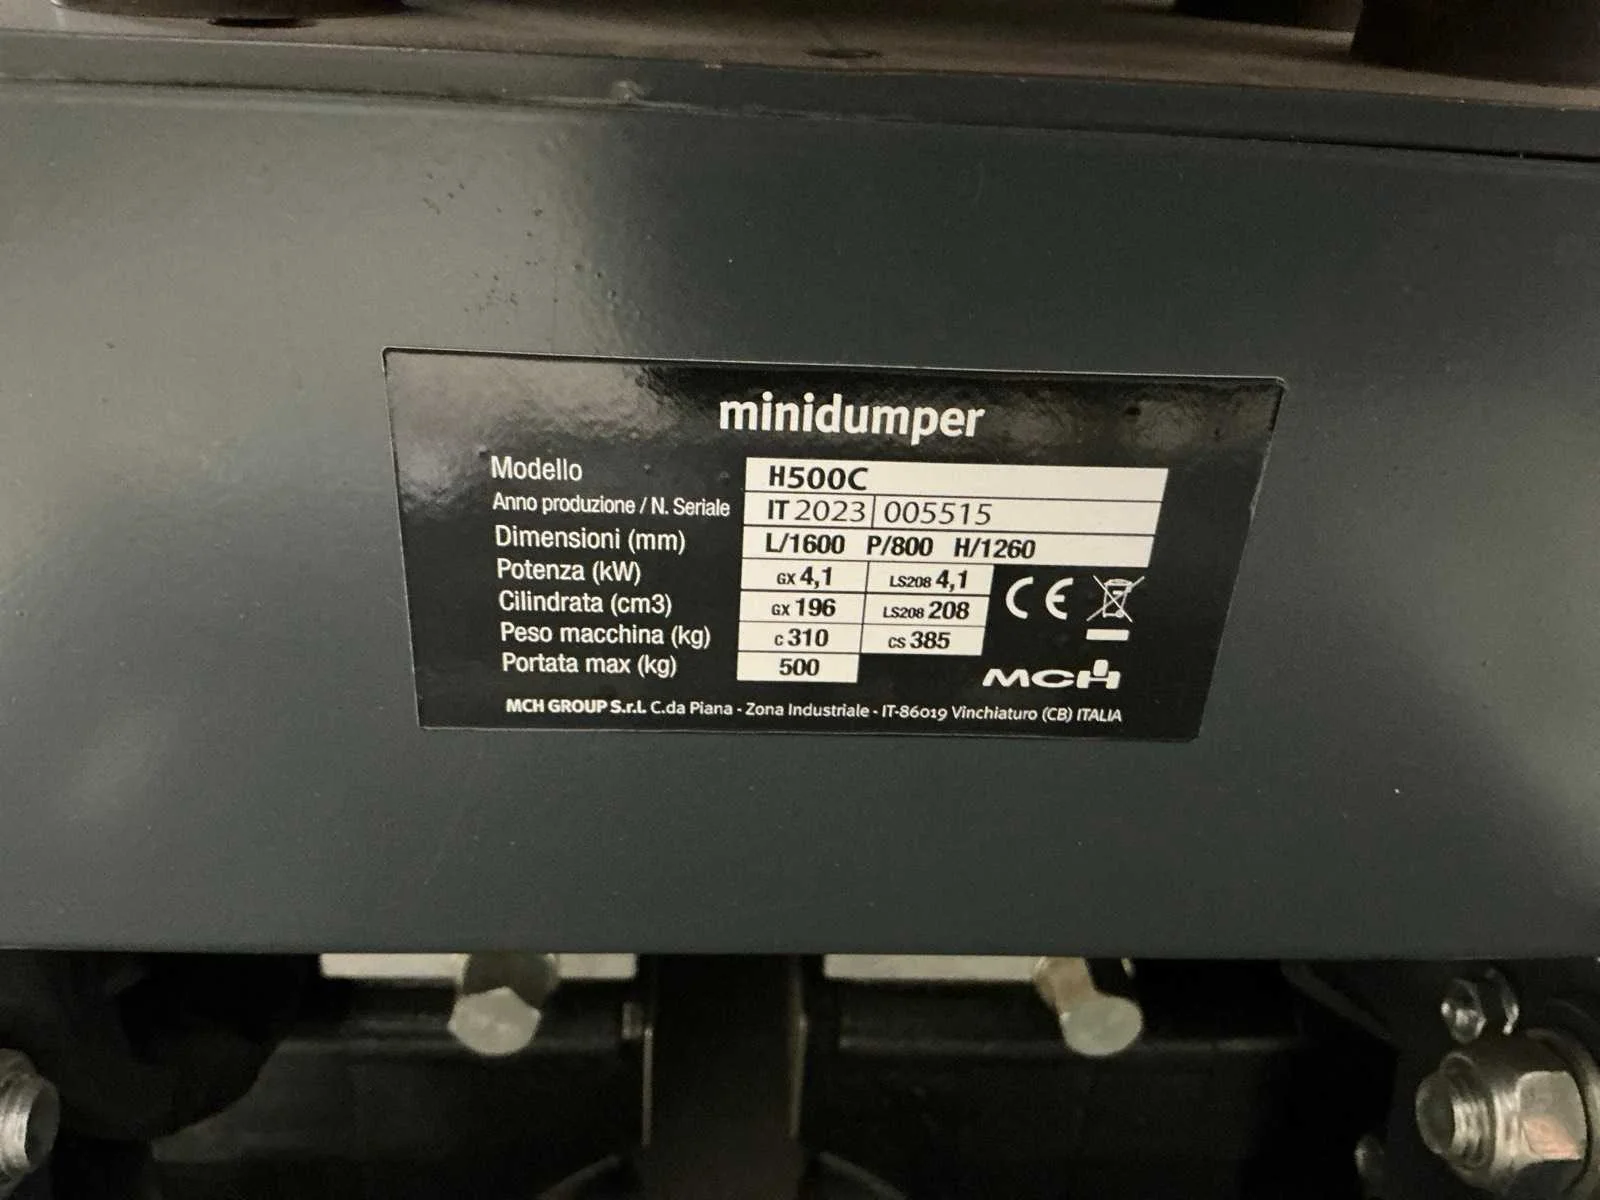 minidumper
Modello H500C
Anno produzione / N. Seriale IT 2023 005515
Dimensioni (mm) L/1600 P/800 H/1260
Potenza (kW) GX 4,1 LS208 4,1
Cilindrata (cm3) GX 196 LS208 208
Peso macchina (kg) C 310 CS 385
Portata max (kg) 500
CE
MCH
MCH GROUP S.r.l. C.da Piana - Zona Industriale - IT-86019 Vinchiaturo (CB) ITALIA